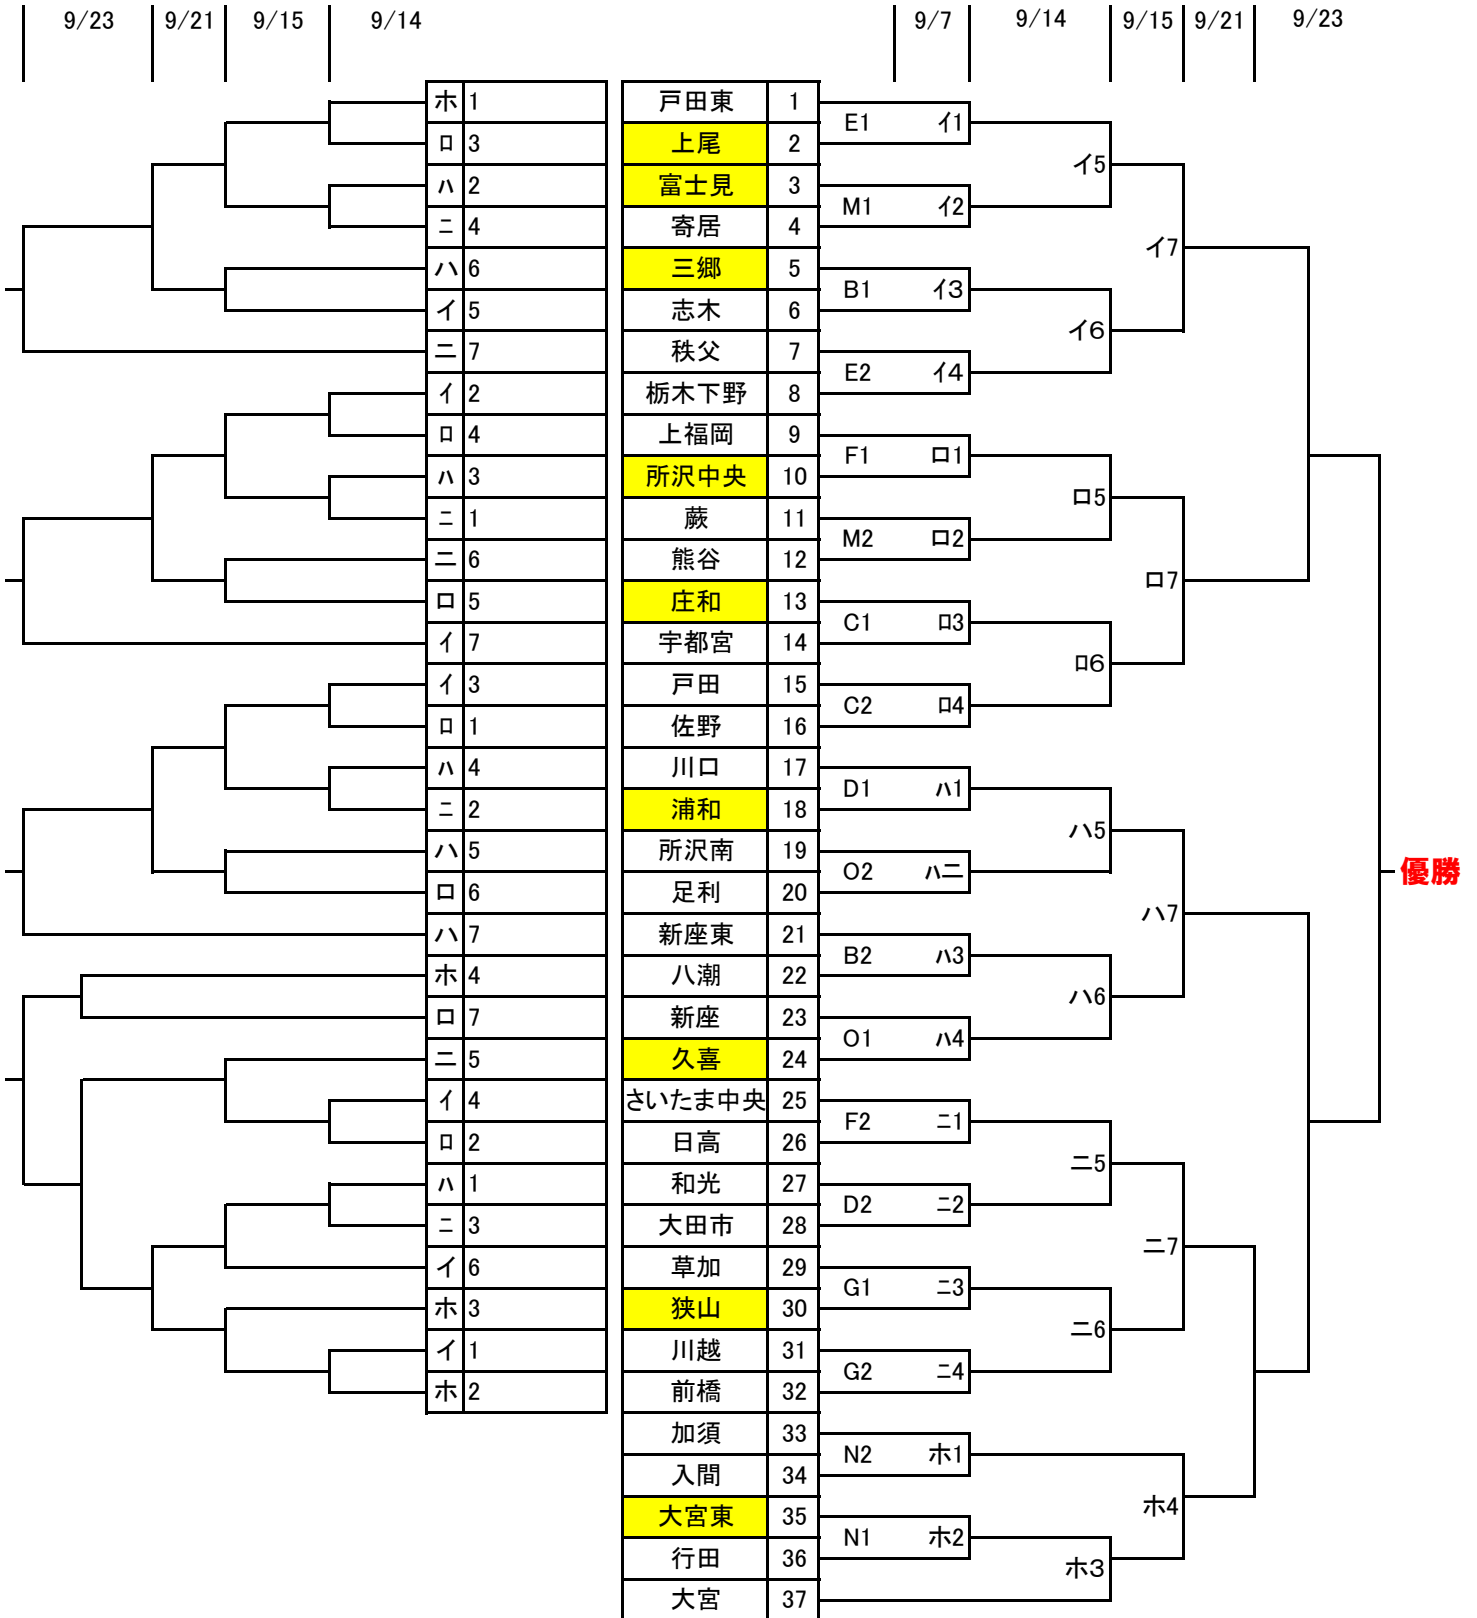 9/23 9/21 9/15 9/14 9/7 9/14 9/15 9/21 9/23
ホ 1 戸田東 1
E1 ｲ1
ﾛ 3 上尾 2
イ5
ﾊ 2 富士見 3
M1 ｲ2
ﾆ 4 寄居 4
イ7
ハ 6 三郷 5
B1 ｲ3
イ 5 志木 6
イ6
ニ 7 秩父 7
E2 ｲ4
ｲ 2 栃木下野 8
ﾛ 4 上福岡 9
F1 ロ1
ﾊ 3 所沢中央 10
ロ5
ﾆ 1 蕨 11
M2 ロ2
ニ 6 熊谷 12
ロ7
ロ 5 庄和 13
C1 ﾛ3
イ 7 宇都宮 14
ﾛ6
ｲ 3 戸田 15
C2 ﾛ4
ﾛ 1 佐野 16
ﾊ 4 川口 17
D1 ﾊ1
ﾆ 2 浦和 18
ハ5
ハ 5 所沢南 19
O2 ﾊ二
ロ 6 足利 20
ハ7
ハ 7 新座東 21
B2 ﾊ3
ホ 4 八潮 22
ハ6
ロ 7 新座 23
O1 ﾊ4
ニ 5 久喜 24
優勝
ｲ 4 さいたま中央 25
F2 ﾆ1
ﾛ 2 日高 26
ニ5
ﾊ 1 和光 27
D2 ﾆ2
ﾆ 3 大田市 28
ニ7
イ 6 草加 29
G1 ﾆ3
ホ 3 狭山 30
ニ6
イ 1 川越 31
G2 ﾆ4
ホ 2 前橋 32
加須 33
N2 ホ1
入間 34
ホ4
大宮東 35
N1 ホ2
行田 36
ホ3
大宮 37